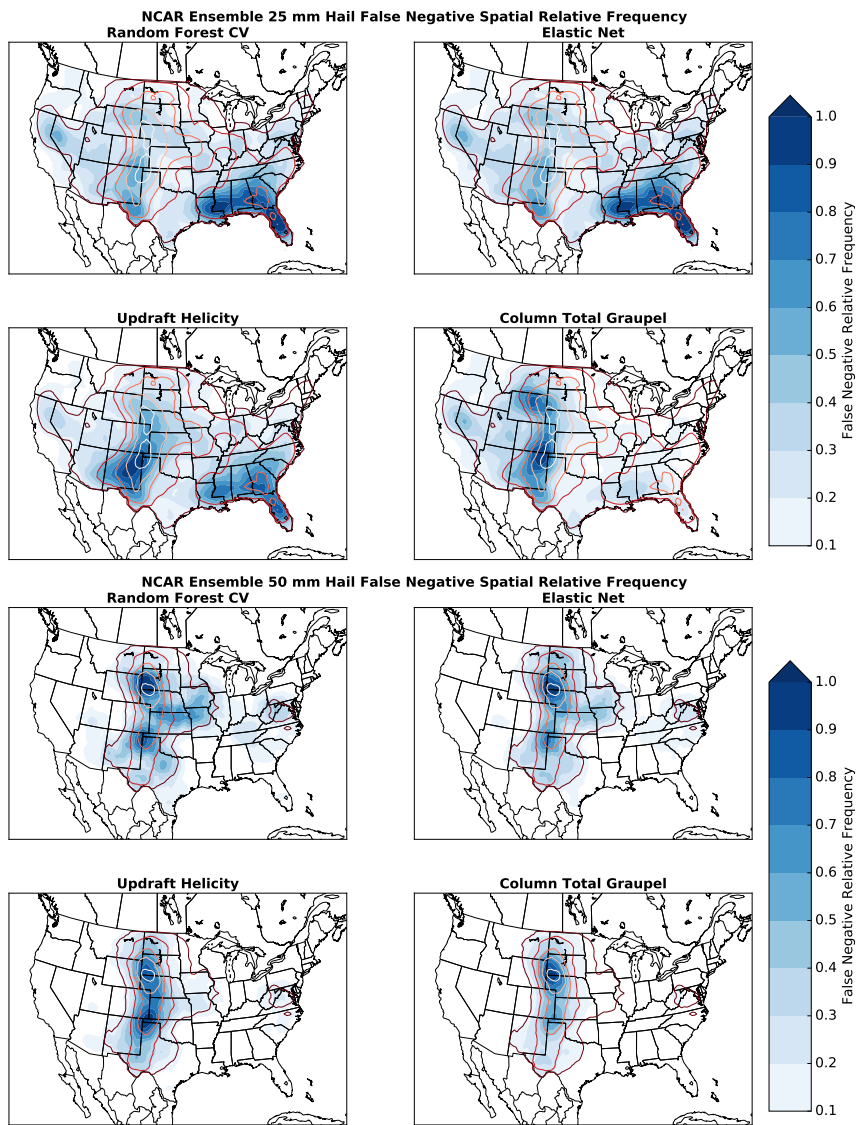 NCAR Ensemble 25 mm Hail False Negative Spatial Relative Frequency
Random Forest CV
Elastic Net
Updraft Helicity
Column Total Graupel
1.0
0.9
0.8
0.7
0.6
0.5
0.4
0.3
0.2
0.1
False Negative Relative Frequency
NCAR Ensemble 50 mm Hail False Negative Spatial Relative Frequency
Random Forest CV
Elastic Net
Updraft Helicity
Column Total Graupel
1.0
0.9
0.8
0.7
0.6
0.5
0.4
0.3
0.2
0.1
False Negative Relative Frequency